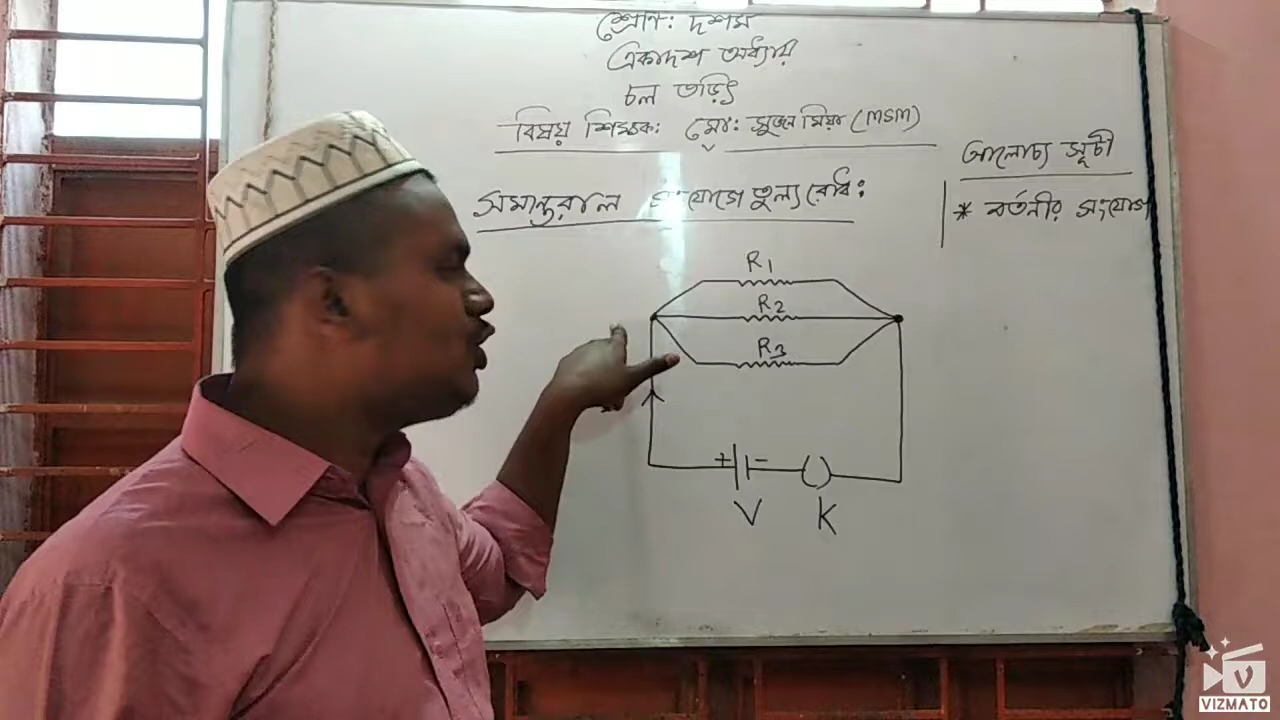 শ্রেণি: দশম
একাদশ অধ্যায়
চল তড়িৎ
বিষয় শিক্ষক: মো: সুজন মিয়া (MSM)
আলোচ্য সূচী
* বর্তনীর সংযোগ
সমান্তরাল সংযোগে তুল্য রোধ:
R1
R2
R3
+ -
V K
VIZMATO